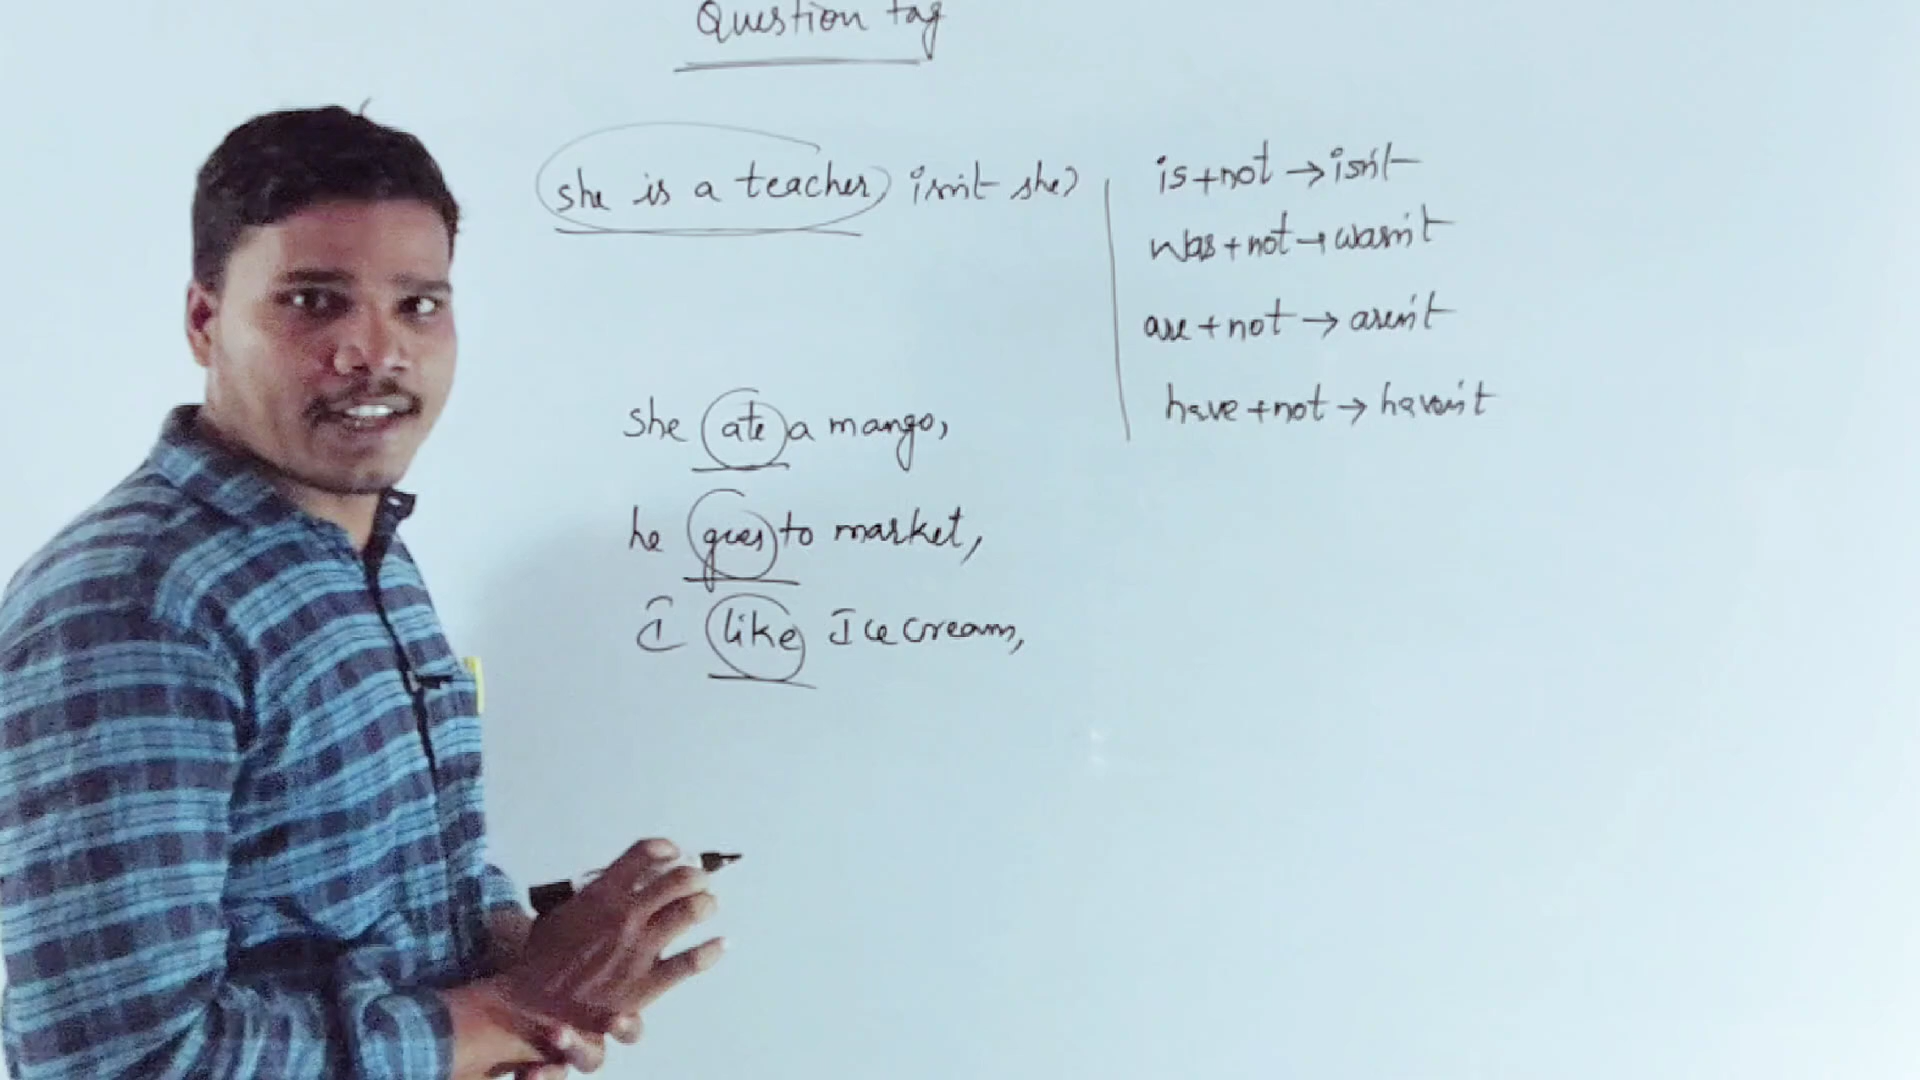 Question tag
she is a teacher, isn't she?
she ate a mango,
he goes to market,
I like Ice cream,
is+not → isn't
was+not → wasn't
are+not → aren't
have+not → haven't